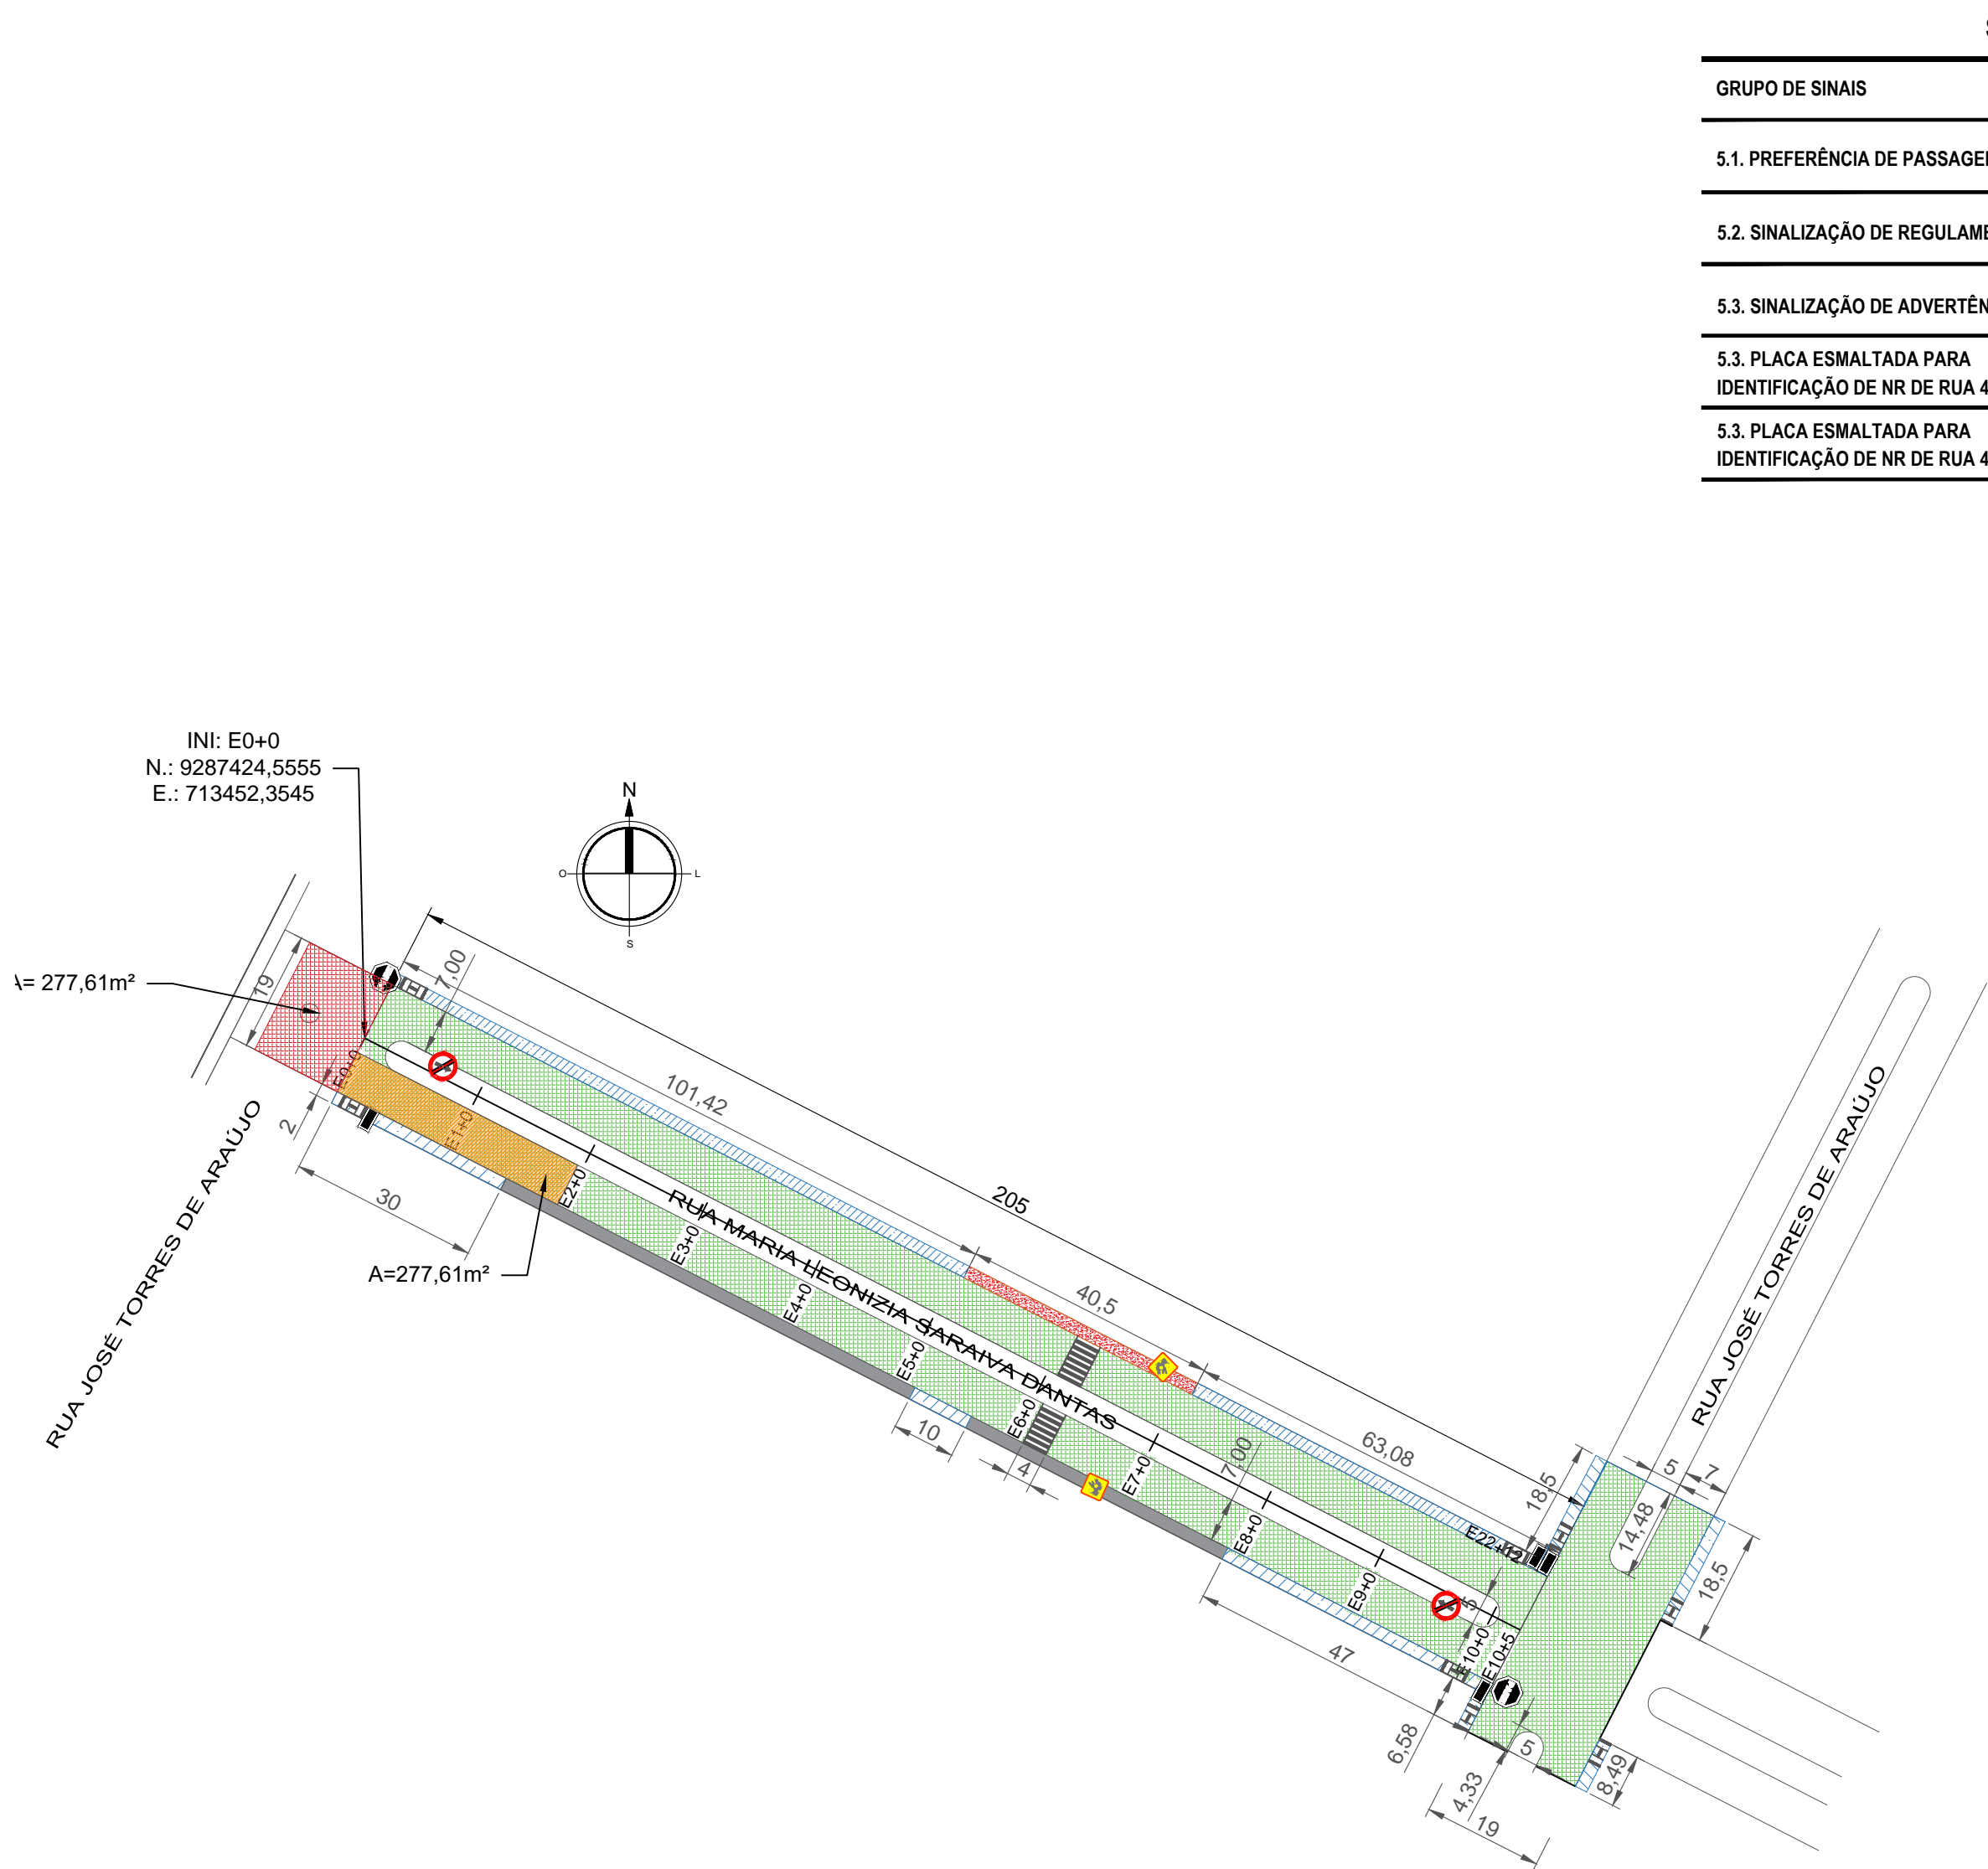 GRUPO DE SINAIS
5.1. PREFERÊNCIA DE PASSAGE
5.2. SINALIZAÇÃO DE REGULAM
5.3. SINALIZAÇÃO DE ADVERTÊN
5.3. PLACA ESMALTADA PARA
IDENTIFICAÇÃO DE NR DE RUA 4
5.3. PLACA ESMALTADA PARA
IDENTIFICAÇÃO DE NR DE RUA 4
INI: E0+0
N.: 9287424,5555
E.: 713452,3545
N
O
L
S
A= 277,61m²
19
7,00
E0+0
2
E1+0
101,42
30
E2+0
205
A=277,61m²
RUA JOSÉ TORRES DE ARAÚJO
RUA MARIA LEONIZIA SARAIVA DANTAS
E3+0
E4+0
40,5
E5+0
E6+0
10
4
E7+0
7,00
63,08
E8+0
E9+0
47
5
E10+0
E10+5
E22+12
18,5
RUA JOSÉ TORRES DE ARAÚJO
5
7
14,48
18,5
6,58
4,33
5
8,49
19